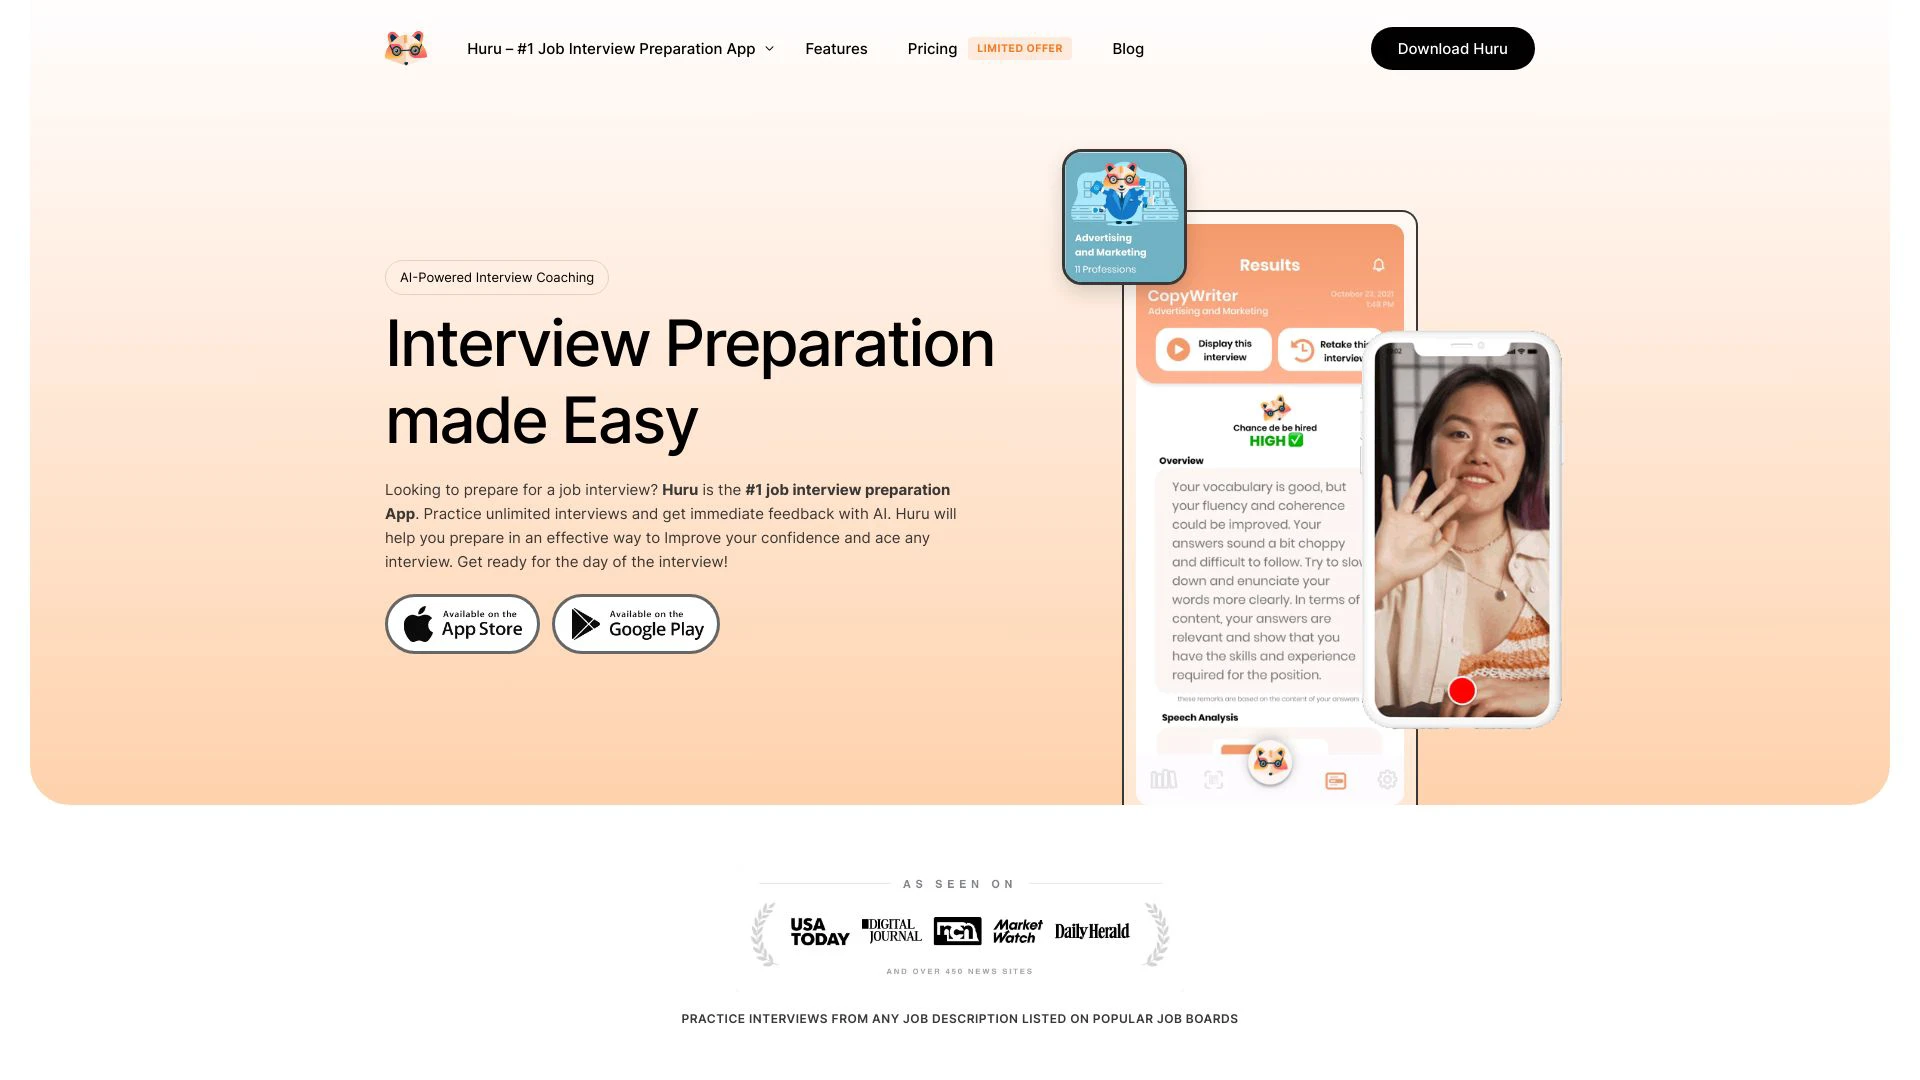 Huru – #1 Job Interview Preparation App
Features
Pricing
LIMITED OFFER
Blog
Download Huru
AI-Powered Interview Coaching
Interview Preparation
made Easy
Looking to prepare for a job interview? Huru is the #1 job interview preparation
App. Practice unlimited interviews and get immediate feedback with AI. Huru will
help you prepare in an effective way to Improve your confidence and ace any
interview. Get ready for the day of the interview!
Available on the
App Store
Available on the
Google Play
Advertising
and Marketing
11 Professions
Results
CopyWriter
Advertising and Marketing
October 22, 2021
1:48 PM
Display this
interview
Retake this
interview
Chance de be hired
HIGH
Overview
Your vocabulary is good, but
your fluency and coherence
could be improved. Your
answers sound a bit choppy
and difficult to follow. Try to slow
down and enunciate your
words more clearly. In terms of
content, your answers are
relevant and show that you
have the skills and experience
required for the position.
these remarks are based on the content of your answers
Speech Analysis
AS SEEN ON
USA
TODAY
DIGITAL
JOURNAL
rcn
Market
Watch
Daily Herald
AND OVER 450 NEWS SITES
PRACTICE INTERVIEWS FROM ANY JOB DESCRIPTION LISTED ON POPULAR JOB BOARDS